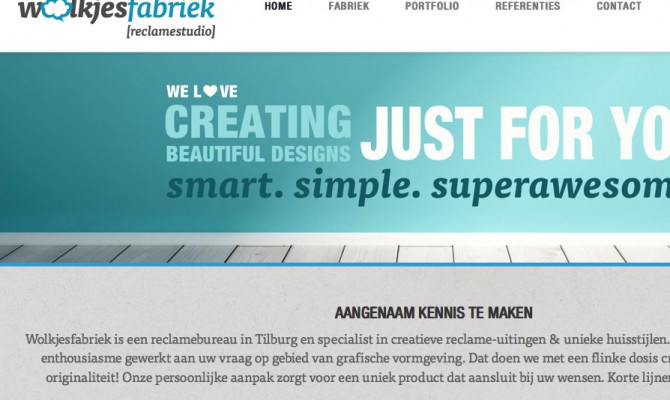 wolkjesfabriek
[reclamestudio]
HOME FABRIEK PORTFOLIO REFERENTIES CONTACT
WE L♥VE
CREATING
BEAUTIFUL DESIGNS
JUST FOR YO
smart. simple. superawesom
AANGENAAM KENNIS TE MAKEN
Wolkjesfabriek is een reclamebureau in Tilburg en specialist in creatieve reclame-uitingen & unieke huisstijlen.
enthousiasme gewerkt aan uw vraag op gebied van grafische vormgeving. Dat doen we met een flinke dosis cr
originaliteit! Onze persoonlijke aanpak zorgt voor een uniek product dat aansluit bij uw wensen. Korte lijne